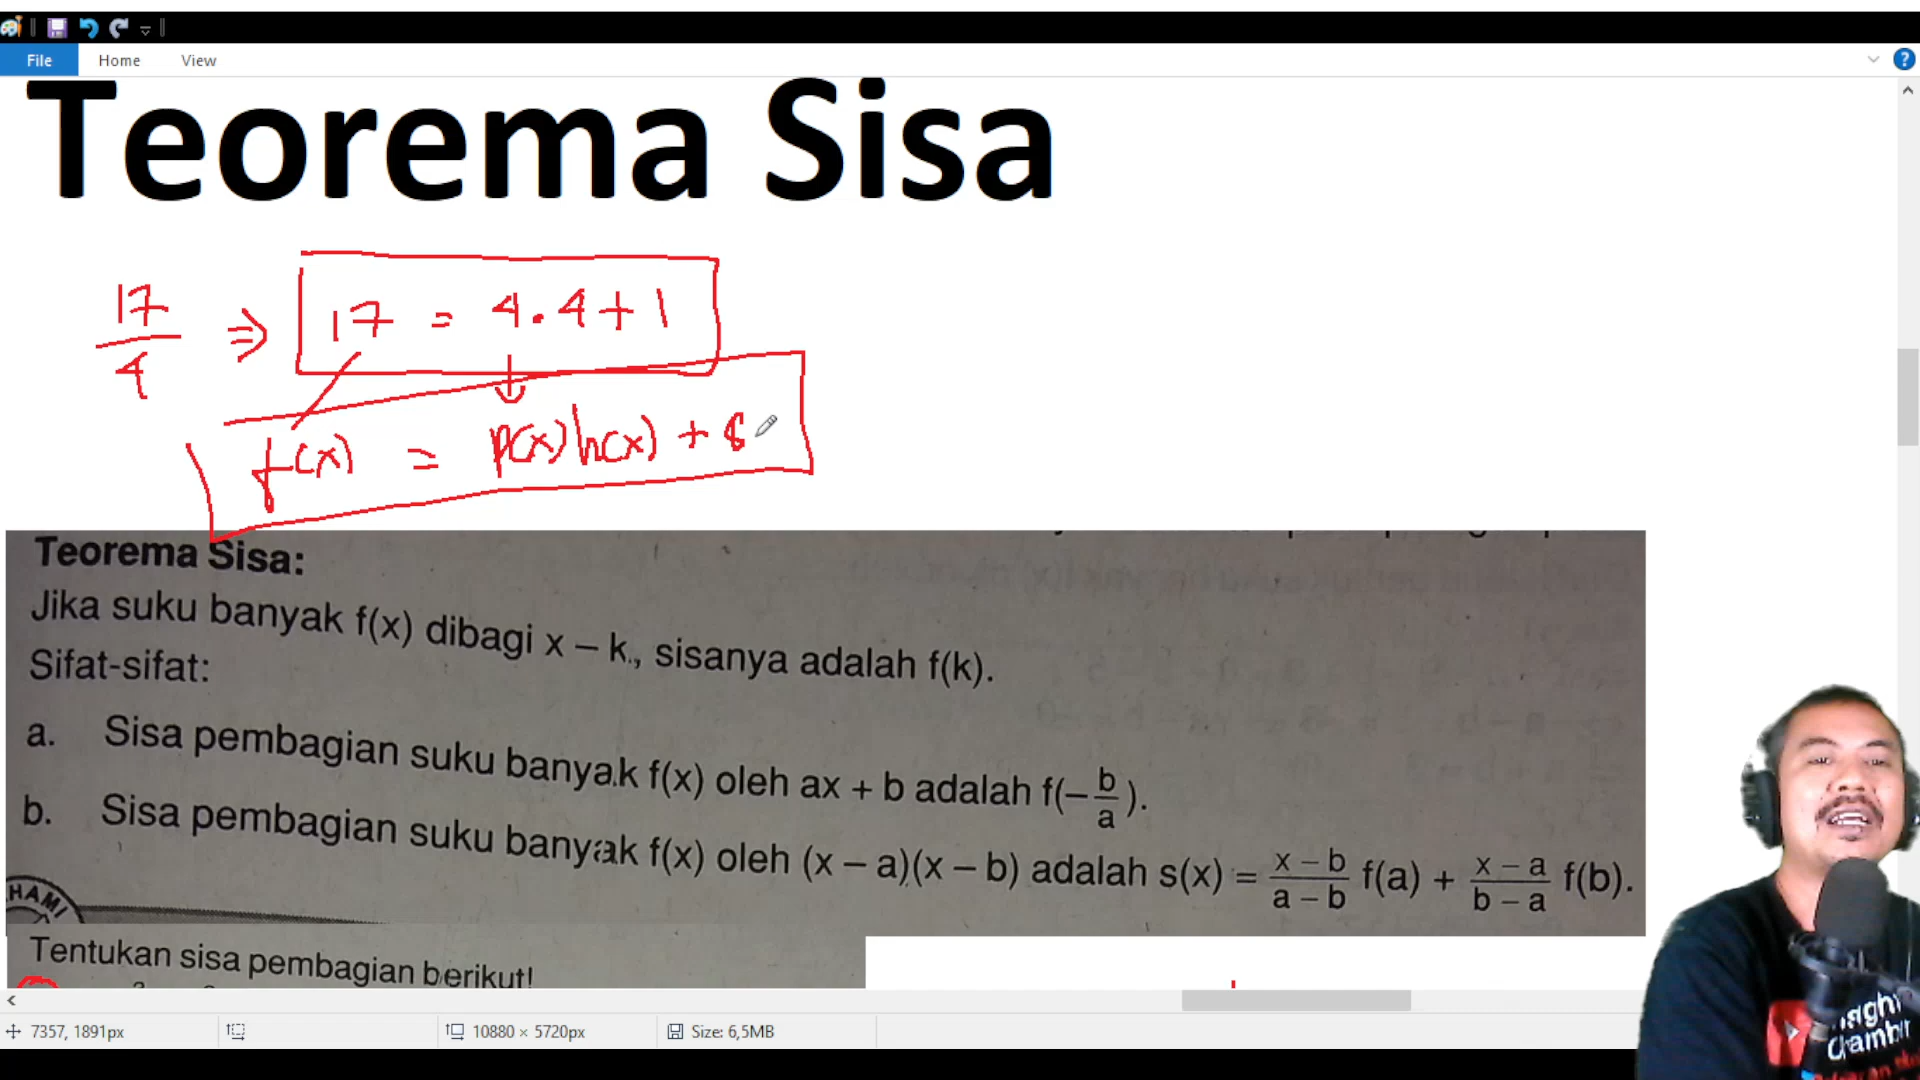 File Home View
Teorema Sisa
17
4
⇒ 17 = 4.4+1
f(x) = p(x)h(x) +
Teorema Sisa:
Jika suku banyak f(x) dibagi x – k., sisanya adalah f(k).
Sifat-sifat:
a. Sisa pembagian suku banyak f(x) oleh ax + b adalah f(–b/a).
b. Sisa pembagian suku banyak f(x) oleh (x – a)(x – b) adalah s(x) = x – b/a – b f(a) + x – a/b – a f(b).
HAMI
Tentukan sisa pembagian berikut!
7357, 1891px
10880 × 5720px
Size: 6,5MB